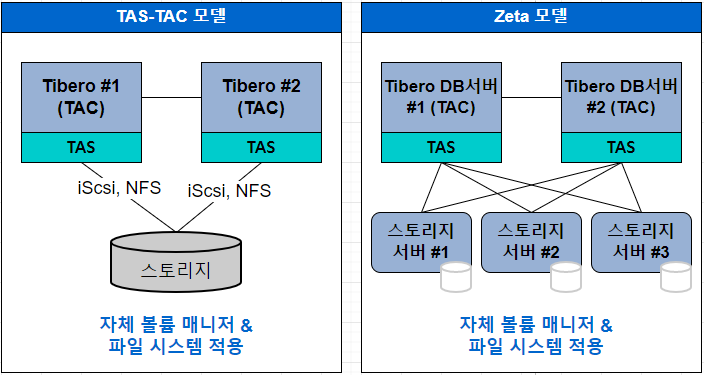 TAS-TAC 모델
Tibero #1
(TAC)
Tibero #2
(TAC)
TAS
TAS
iScsi, NFS
iScsi, NFS
스토리지
자체 볼륨 매니저 &
파일 시스템 적용
Zeta 모델
Tibero DB서버
#1 (TAC)
Tibero DB서버
#2 (TAC)
TAS
TAS
스토리지
서버 #1
스토리지
서버 #2
스토리지
서버 #3
자체 볼륨 매니저 &
파일 시스템 적용